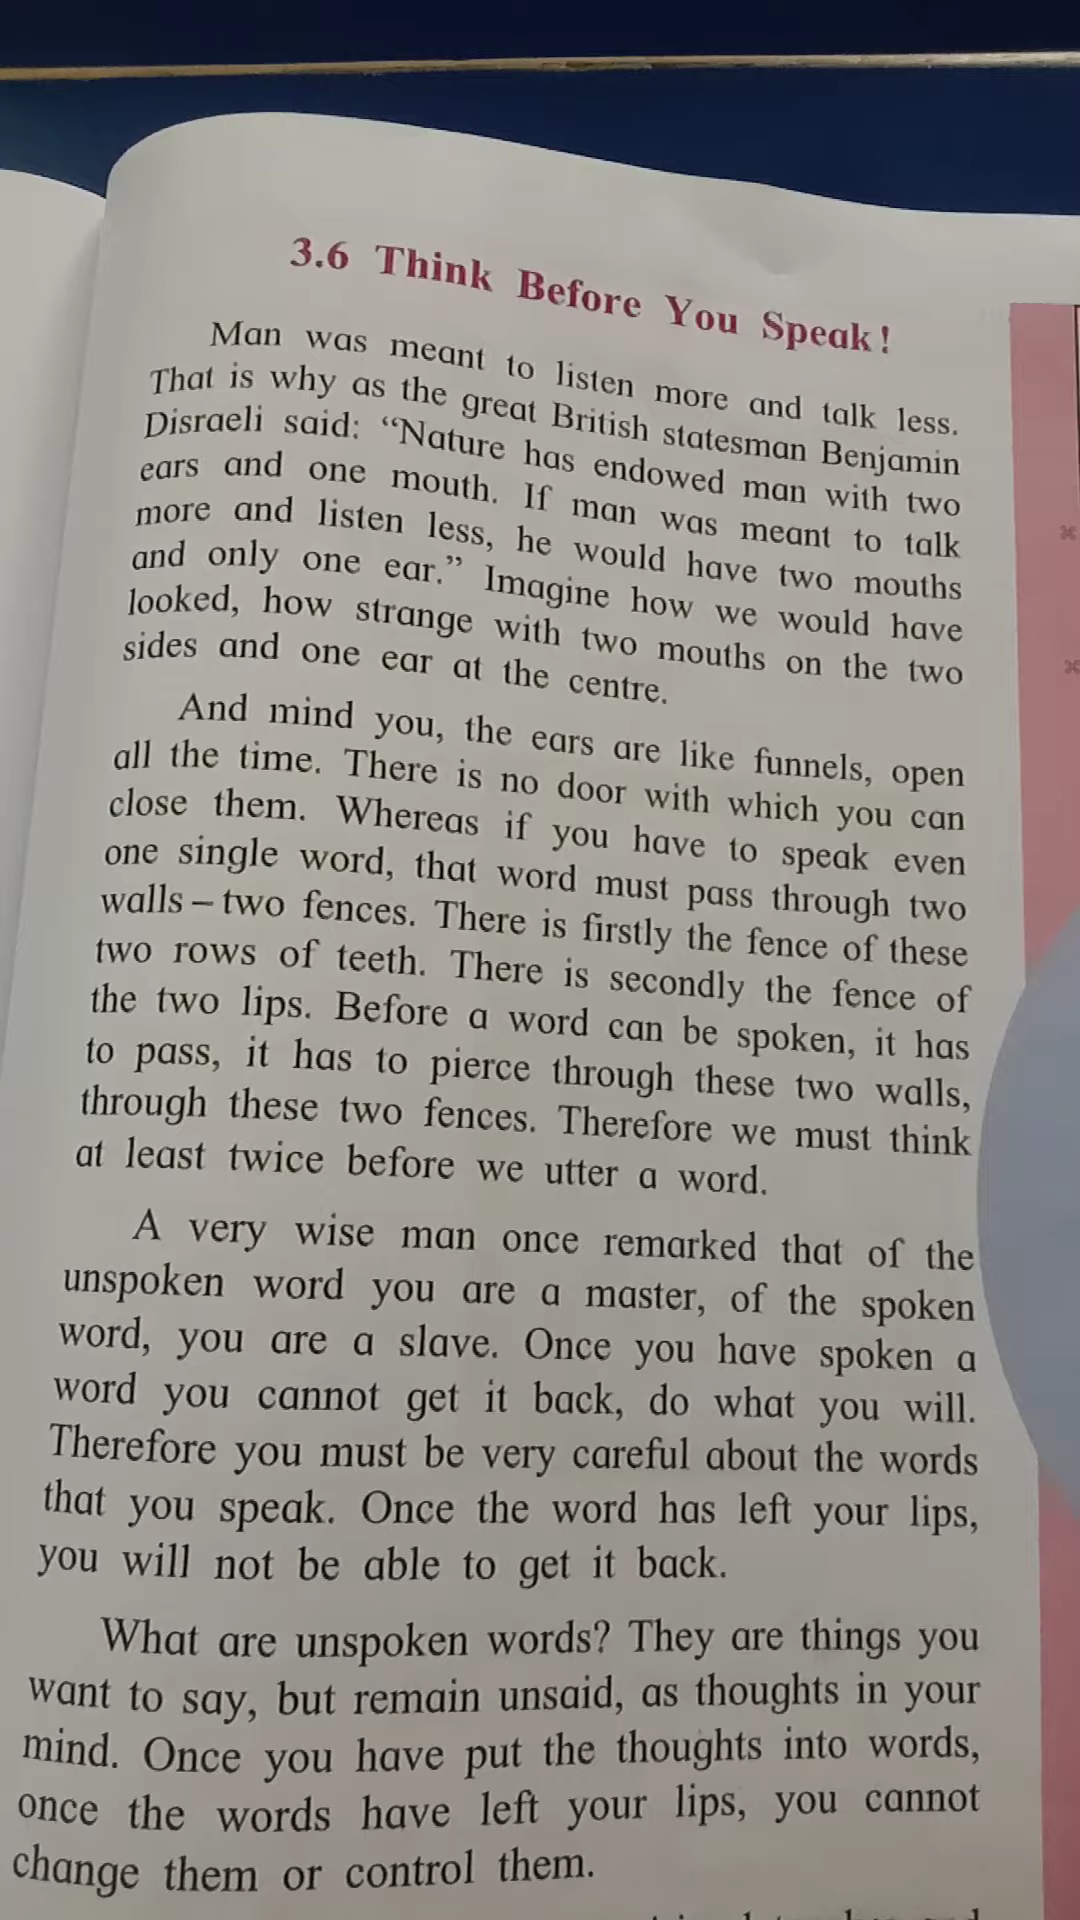 3.6 Think Before You Speak!
Man was meant to listen more and talk less.
That is why as the great British statesman Benjamin
Disraeli said: “Nature has endowed man with two
ears and one mouth. If man was meant to talk
more and listen less, he would have two mouths
and only one ear.” Imagine how we would have
looked, how strange with two mouths on the two
sides and one ear at the centre.
And mind you, the ears are like funnels, open
all the time. There is no door with which you can
close them. Whereas if you have to speak even
one single word, that word must pass through two
walls – two fences. There is firstly the fence of these
two rows of teeth. There is secondly the fence of
the two lips. Before a word can be spoken, it has
to pass, it has to pierce through these two walls,
through these two fences. Therefore we must think
at least twice before we utter a word.
A very wise man once remarked that of the
unspoken word you are a master, of the spoken
word, you are a slave. Once you have spoken a
word you cannot get it back, do what you will.
Therefore you must be very careful about the words
that you speak. Once the word has left your lips,
you will not be able to get it back.
What are unspoken words? They are things you
want to say, but remain unsaid, as thoughts in your
mind. Once you have put the thoughts into words,
once the words have left your lips, you cannot
change them or control them.